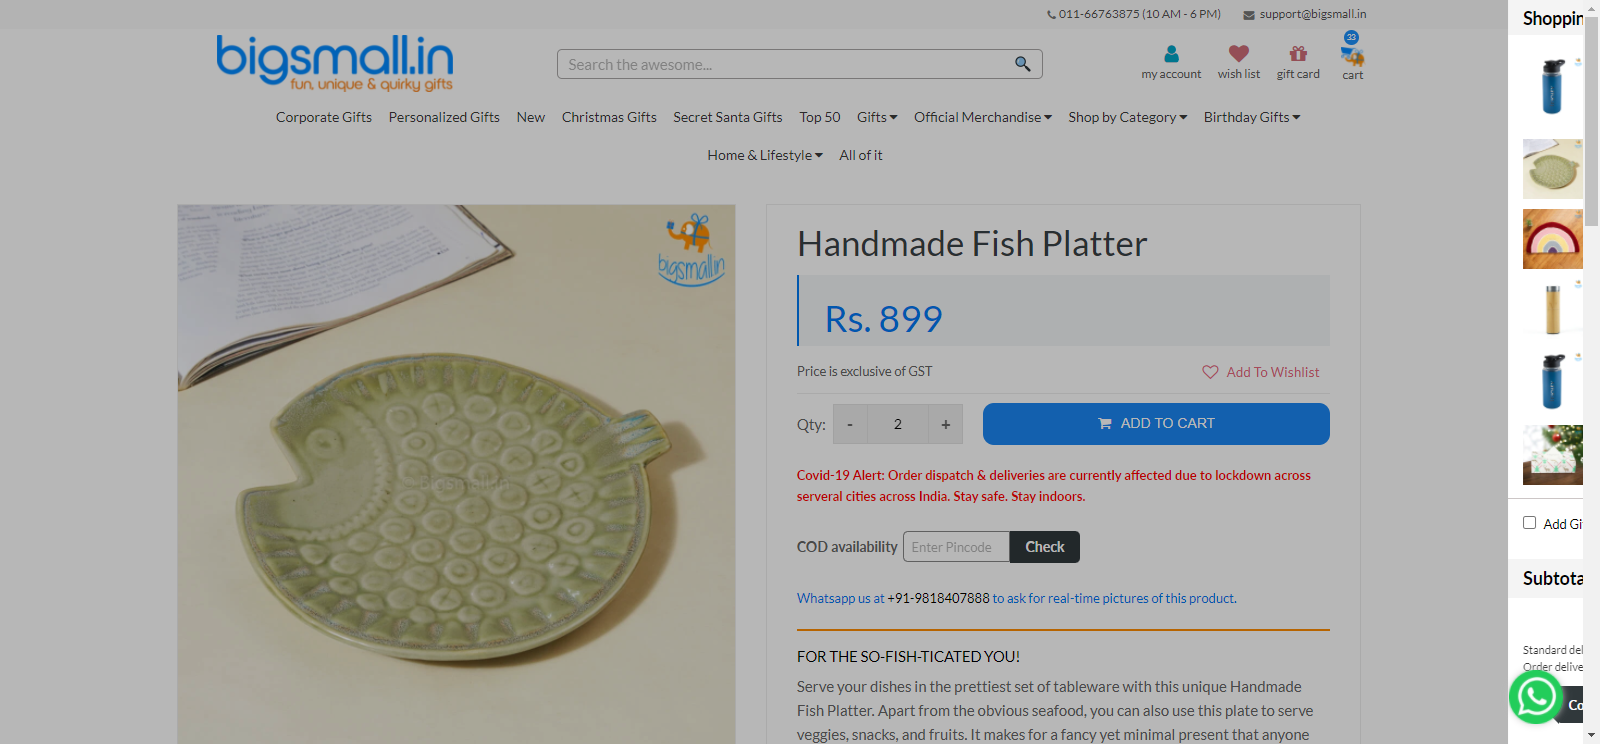 011-66763875 (10 AM - 6 PM) support@bigsmall.in
Shoppin
bigsmall.in
fun, unique & quirky gifts
Search the awesome...
my account
wish list
gift card
33
cart
Corporate Gifts Personalized Gifts New Christmas Gifts Secret Santa Gifts Top 50 Gifts Official Merchandise Shop by Category Birthday Gifts
Home & Lifestyle All of it
bigsmall.in
Bigsmall.in
Handmade Fish Platter
Rs. 899
Price is exclusive of GST
Add To Wishlist
Qty: - 2 + ADD TO CART
Covid-19 Alert: Order dispatch & deliveries are currently affected due to lockdown across
serveral cities across India. Stay safe. Stay indoors.
COD availability Enter Pincode Check
Whatsapp us at +91-9818407888 to ask for real-time pictures of this product.
FOR THE SO-FISH-TICATED YOU!
Serve your dishes in the prettiest set of tableware with this unique Handmade
Fish Platter. Apart from the obvious seafood, you can also use this plate to serve
veggies, snacks, and fruits. It makes for a fancy yet minimal present that anyone
Add Gi
Subtota
Standard del
Order delive
Co